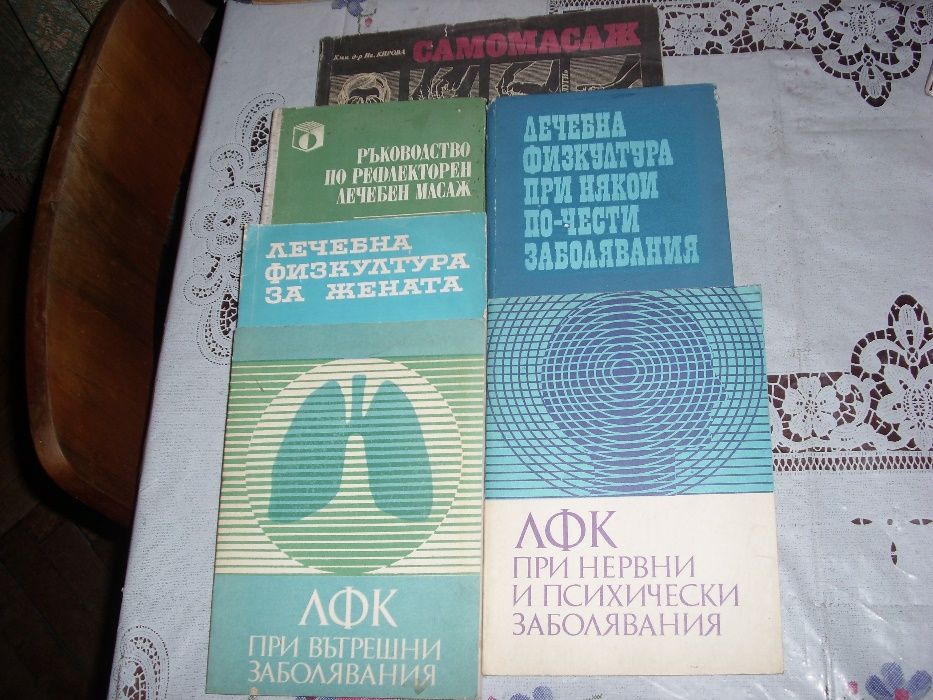 Кмн. д-р Ив. КИРОВА
САМОМАСАЖ
РЪКОВОДСТВО
ПО РЕФЛЕКТОРЕН
ЛЕЧЕБЕН МАСАЖ
ЛЕЧЕБНА
ФИЗКУЛТУРА
ПРИ НЯКОИ
ПО-ЧЕСТИ
ЗАБОЛЯВАНИЯ
ЛЕЧЕБНА
ФИЗКУЛТУРА
ЗА ЖЕНАТА
ЛФК
ПРИ ВЪТРЕШНИ
ЗАБОЛЯВАНИЯ
ЛФК
ПРИ НЕРВНИ
И ПСИХИЧЕСКИ
ЗАБОЛЯВАНИЯ